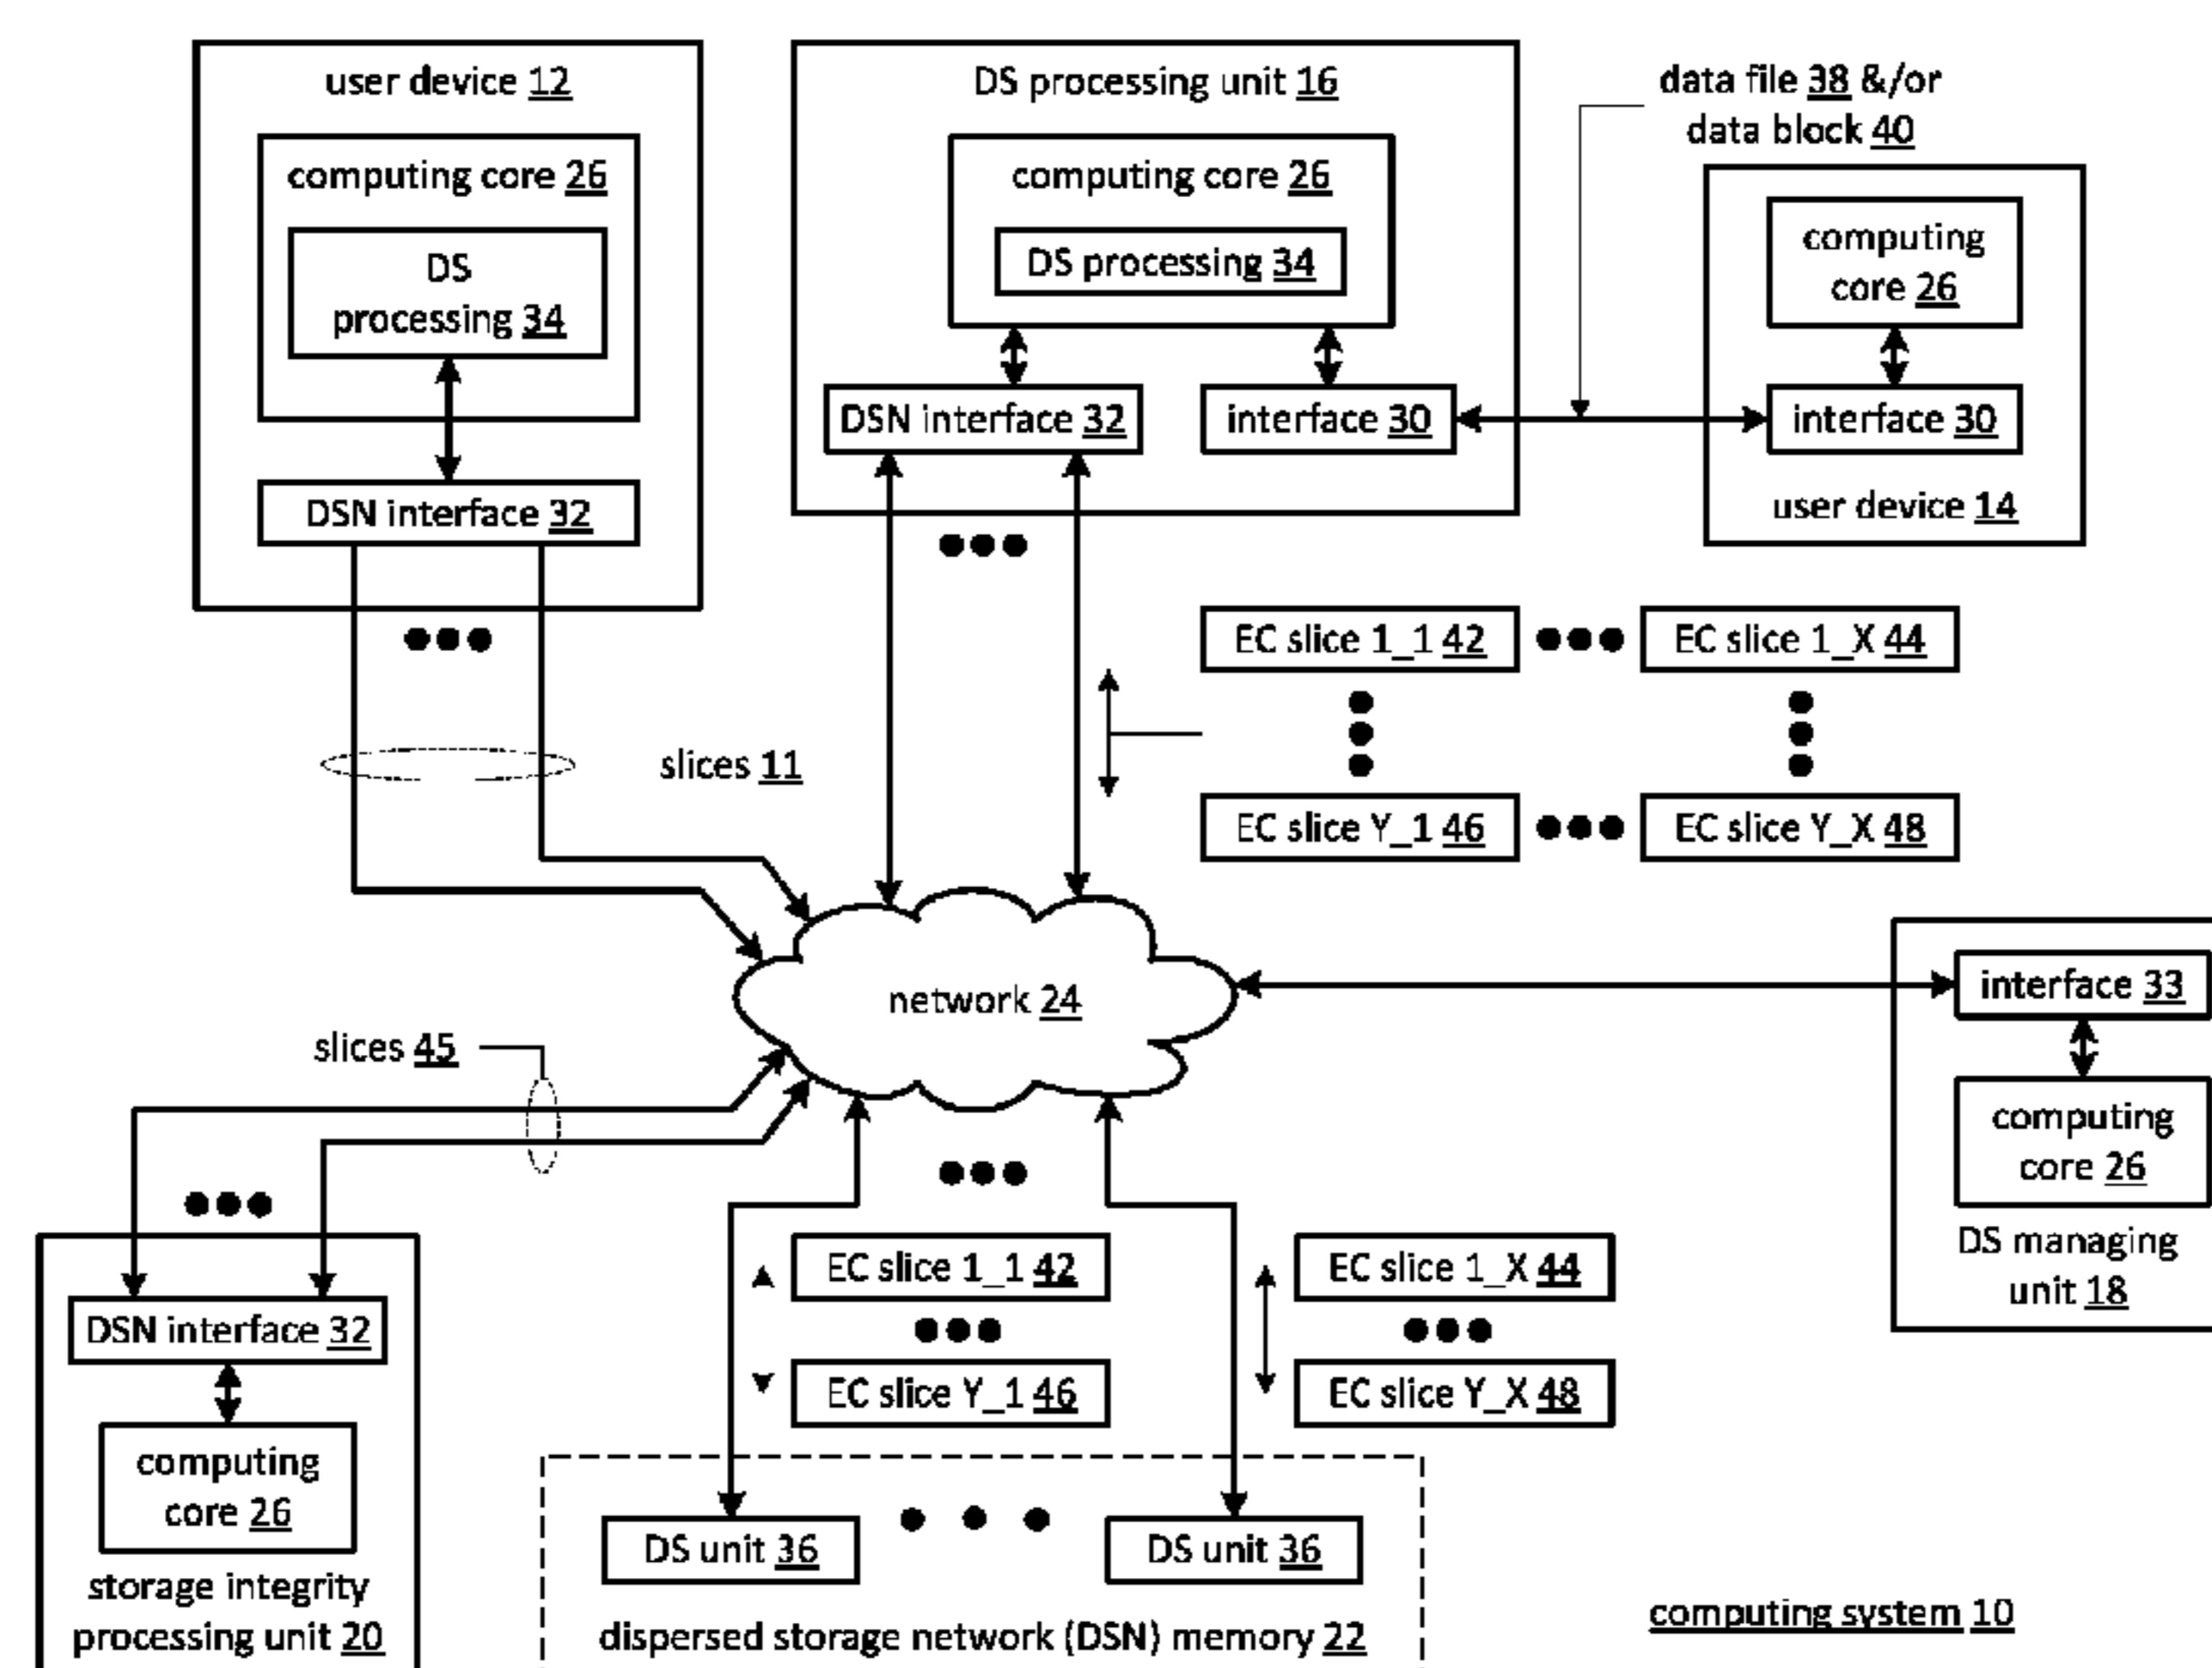 user device 12
computing core 26
DS
processing 34
DSN interface 32
DS processing unit 16
computing core 26
DS processing 34
DSN interface 32
interface 30
data file 38 &/or
data block 40
computing
core 26
interface 30
user device 14
EC slice 1_1 42
EC slice 1_X 44
EC slice Y_1 46
EC slice Y_X 48
slices 11
network 24
interface 33
computing
core 26
DS managing
unit 18
slices 45
DSN interface 32
computing
core 26
storage integrity
processing unit 20
EC slice 1_1 42
EC slice Y_1 46
EC slice 1_X 44
EC slice Y_X 48
DS unit 36
DS unit 36
dispersed storage network (DSN) memory 22
computing system 10